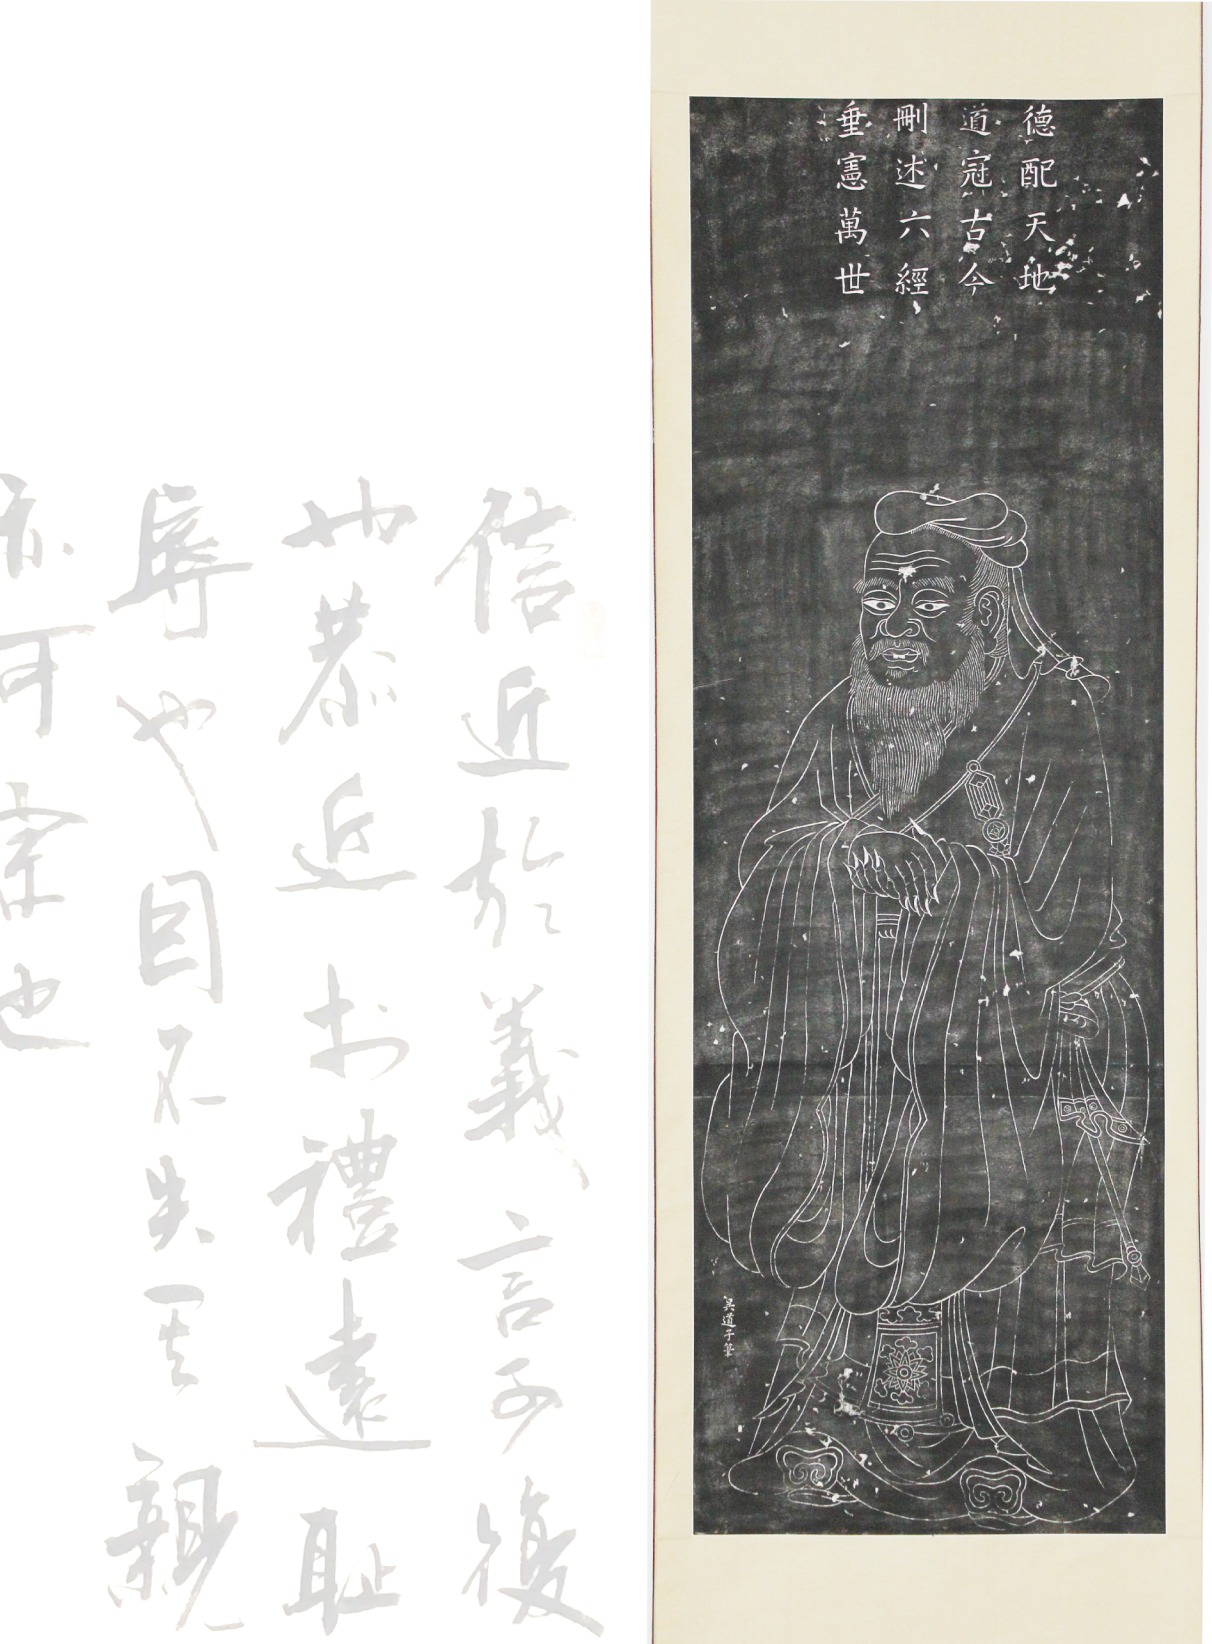 德配天地
道冠古今
刪述六經
垂憲萬世
吳道子筆
信近於義言可復
也恭近於禮遠恥
辱也因不失其親
亦可宗也